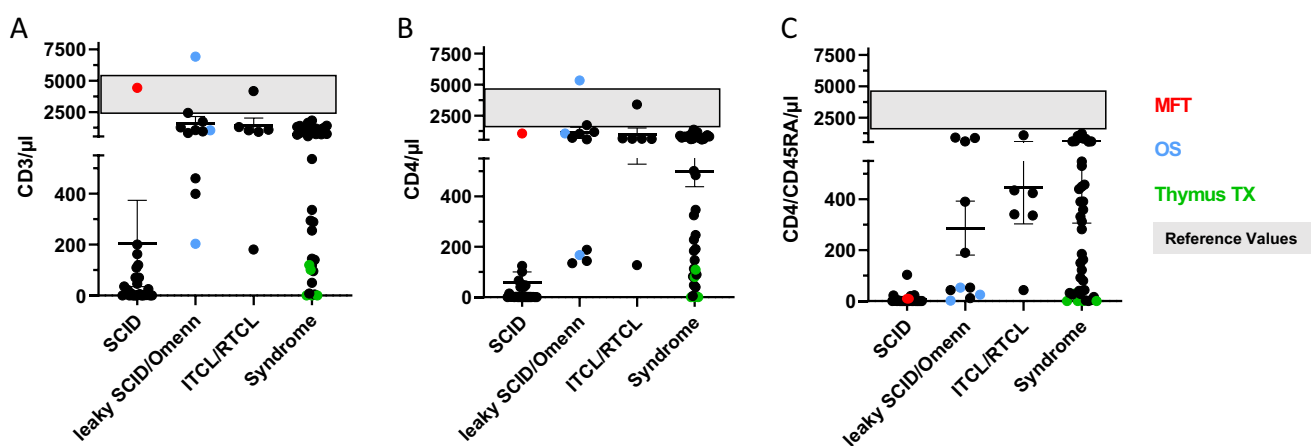 A
CD3/µl
7500
5000
2500
400
200
0
SCID
leaky SCID/Omenn
ITCL/RTCL
Syndrome
B
CD4/µl
7500
5000
2500
400
200
0
SCID
leaky SCID/Omenn
ITCL/RTCL
Syndrome
C
CD4/CD45RA/µl
7500
5000
2500
400
200
0
SCID
leaky SCID/Omenn
ITCL/RTCL
Syndrome
MFT
OS
Thymus TX
Reference Values